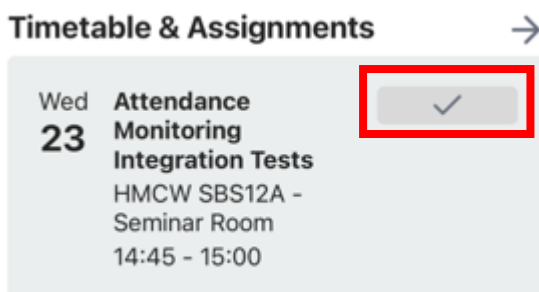 Timetable & Assignments
Wed
23
Attendance
Monitoring
Integration Tests
HMCW SBS12A -
Seminar Room
14:45 - 15:00